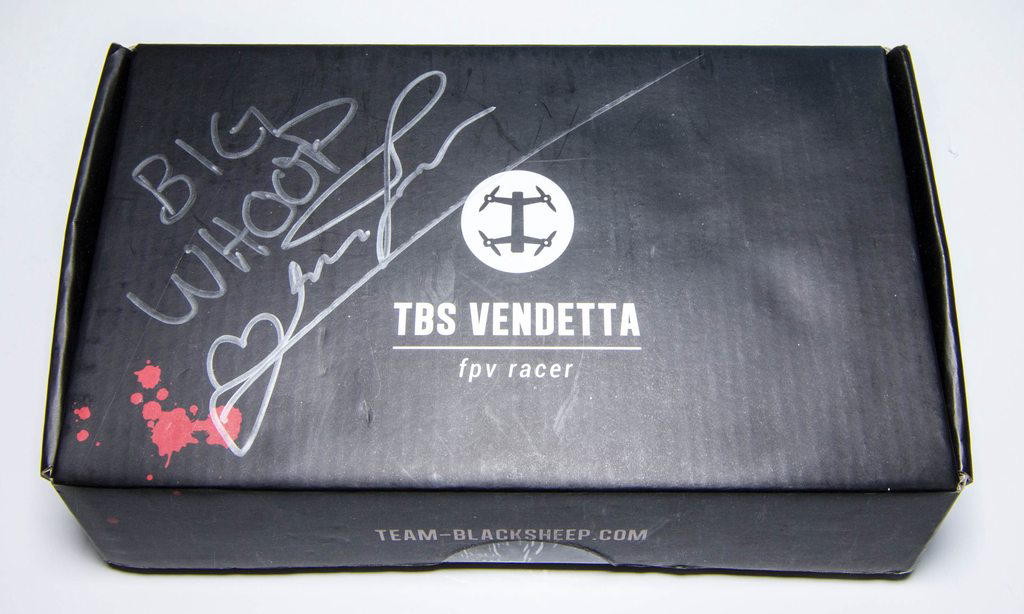 BIG
WHOOP
TBS VENDETTA
fpv racer
TEAM-BLACKSHEEP.COM